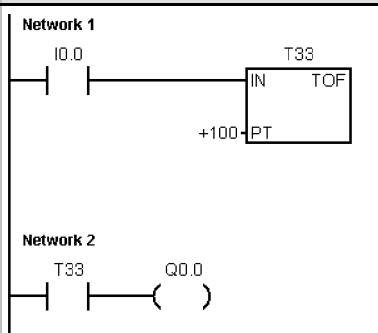 Network 1
I0.0 T33
IN TOF
+100 PT
Network 2
T33 Q0.0